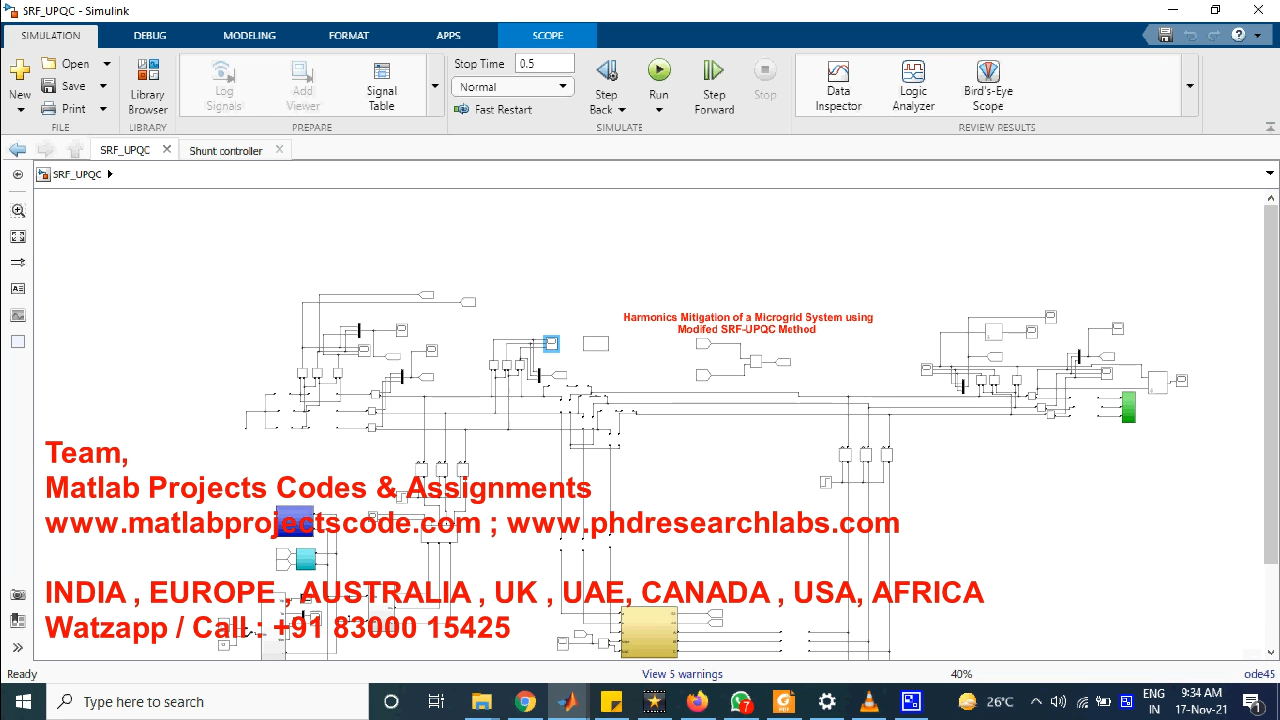 SRF_UPQC - Simulink
SIMULATION DEBUG MODELING FORMAT APPS SCOPE
New
Open
Save
Print
FILE
Library Browser
LIBRARY
Log Signals
Add Viewer
Signal Table
PREPARE
Stop Time 0.5
Normal
Fast Restart
Step Back
Run
Step Forward
Stop
SIMULATE
Data Inspector
Logic Analyzer
Bird's-Eye Scope
REVIEW RESULTS
SRF_UPQC Shunt controller
SRF_UPQC
Harmonics Mitigation of a Microgrid System using
Modifed SRF-UPQC Method
Team,
Matlab Projects Codes & Assignments
www.matlabprojectscode.com ; www.phdresearchlabs.com
INDIA , EUROPE , AUSTRALIA , UK , UAE, CANADA , USA, AFRICA
Watzapp / Call : +91 83000 15425
Ready View 5 warnings 40% ode45
Type here to search
7
26°C
ENG
IN
9:34 AM
17-Nov-21
1